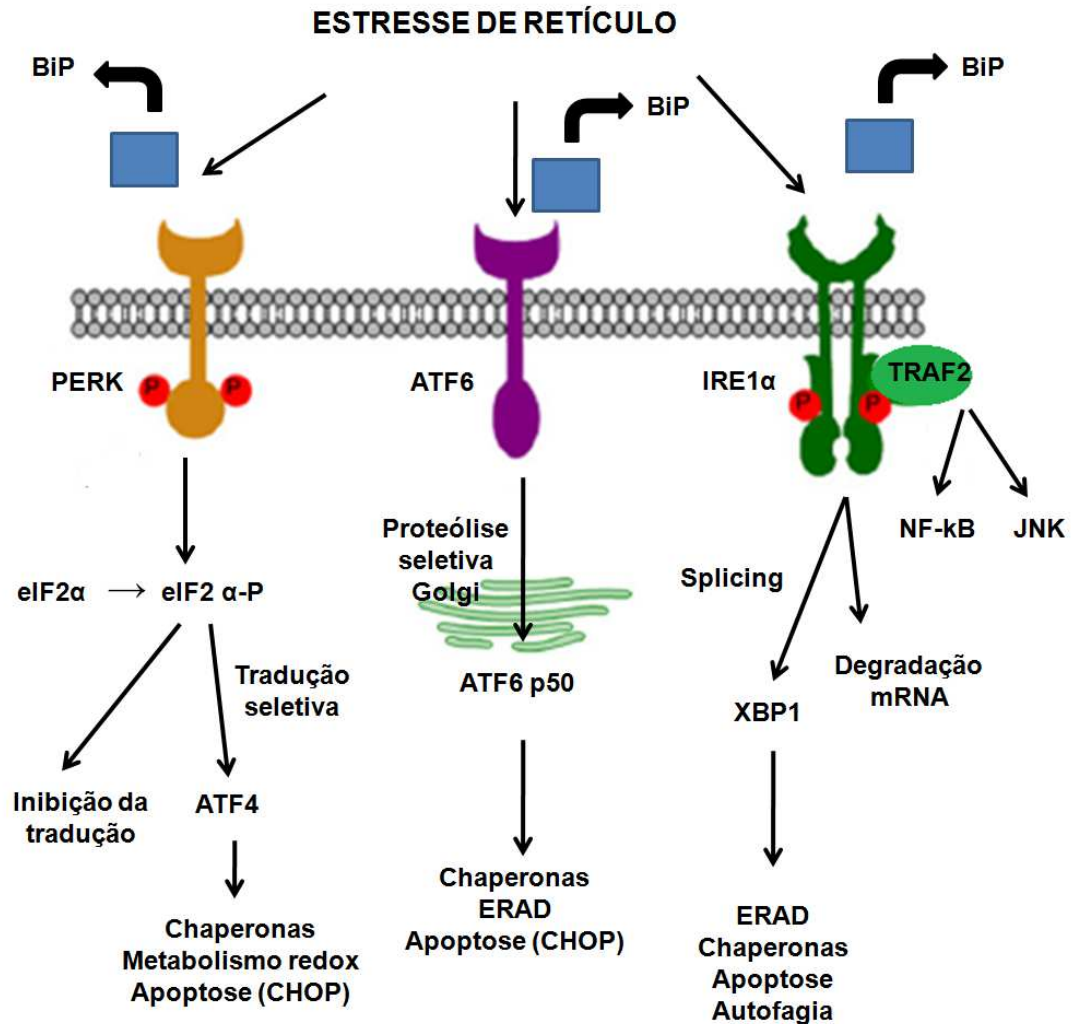 ESTRESSE DE RETÍCULO
BiP
BiP
BiP
PERK
P
P
ATF6
IRE1α
P
P
TRAF2
NF-kB
JNK
eIF2α → eIF2 α-P
Tradução
seletiva
Inibição da
tradução
ATF4
Chaperonas
Metabolismo redox
Apoptose (CHOP)
Proteólise
seletiva
Golgi
ATF6 p50
Chaperonas
ERAD
Apoptose (CHOP)
Splicing
Degradação
mRNA
XBP1
ERAD
Chaperonas
Apoptose
Autofagia